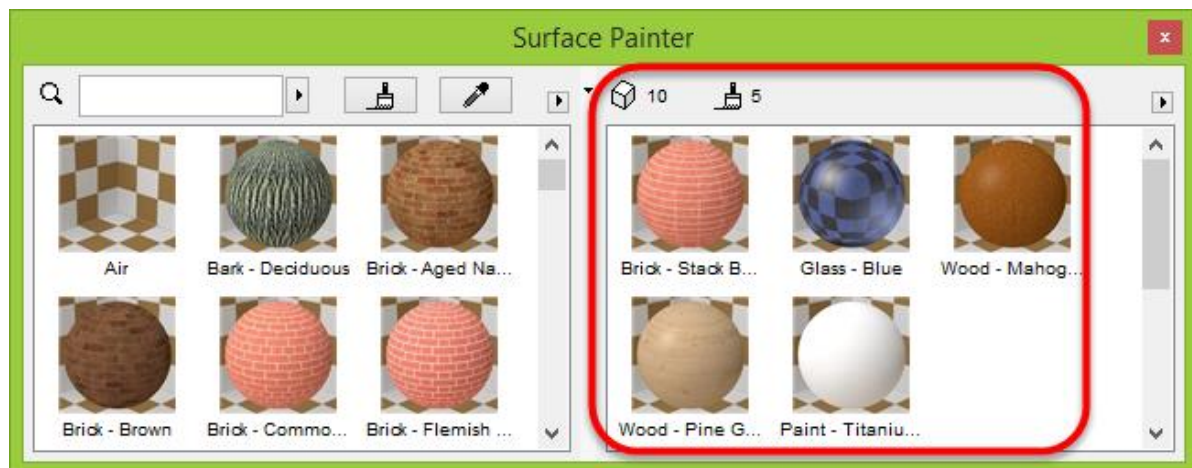 Surface Painter
x
10 5
Air Bark - Deciduous Brick - Aged Na...
Brick - Brown Brick - Commo... Brick - Flemish ...
Brick - Stack B... Glass - Blue Wood - Mahog...
Wood - Pine G... Paint - Titaniu...